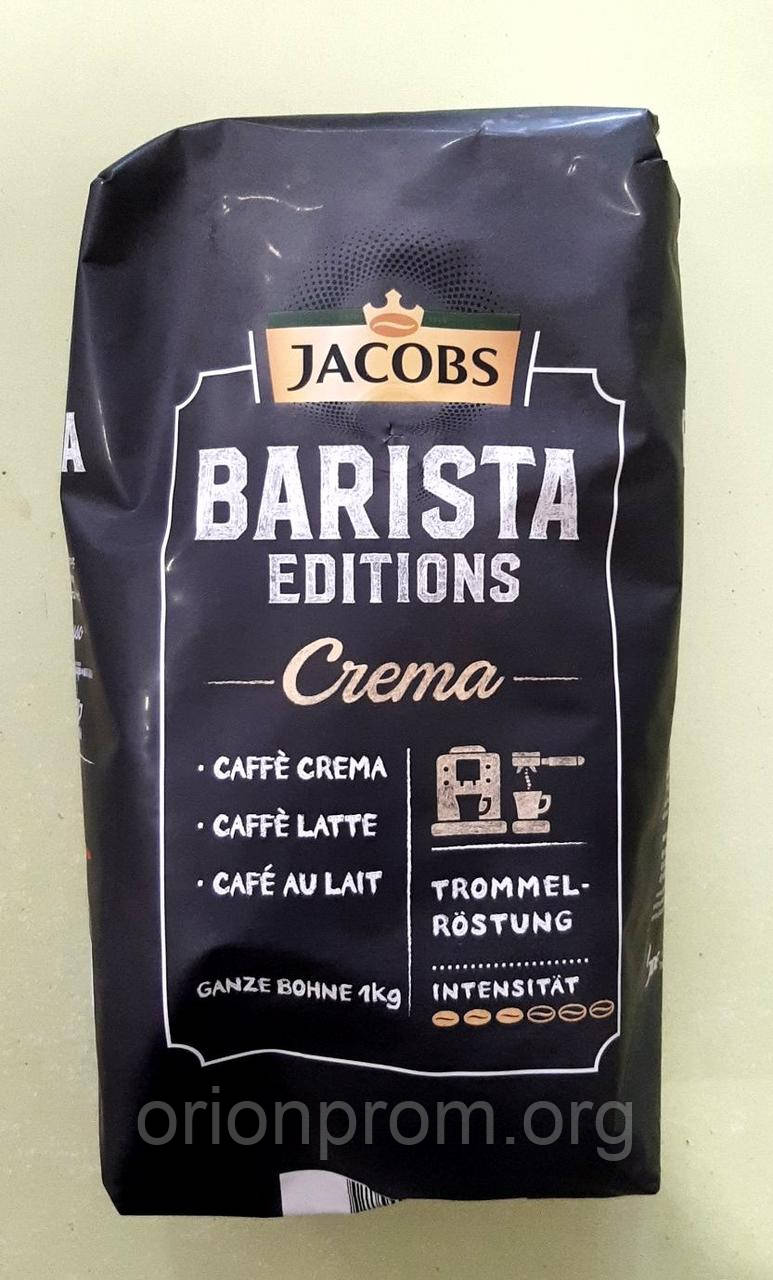 JACOBS
BARISTA
EDITIONS
Crema
· CAFFÈ CREMA
· CAFFÈ LATTE
· CAFÉ AU LAIT
TROMMEL-
RÖSTUNG
INTENSITÄT
GANZE BOHNE 1kg
A
orionprom.org